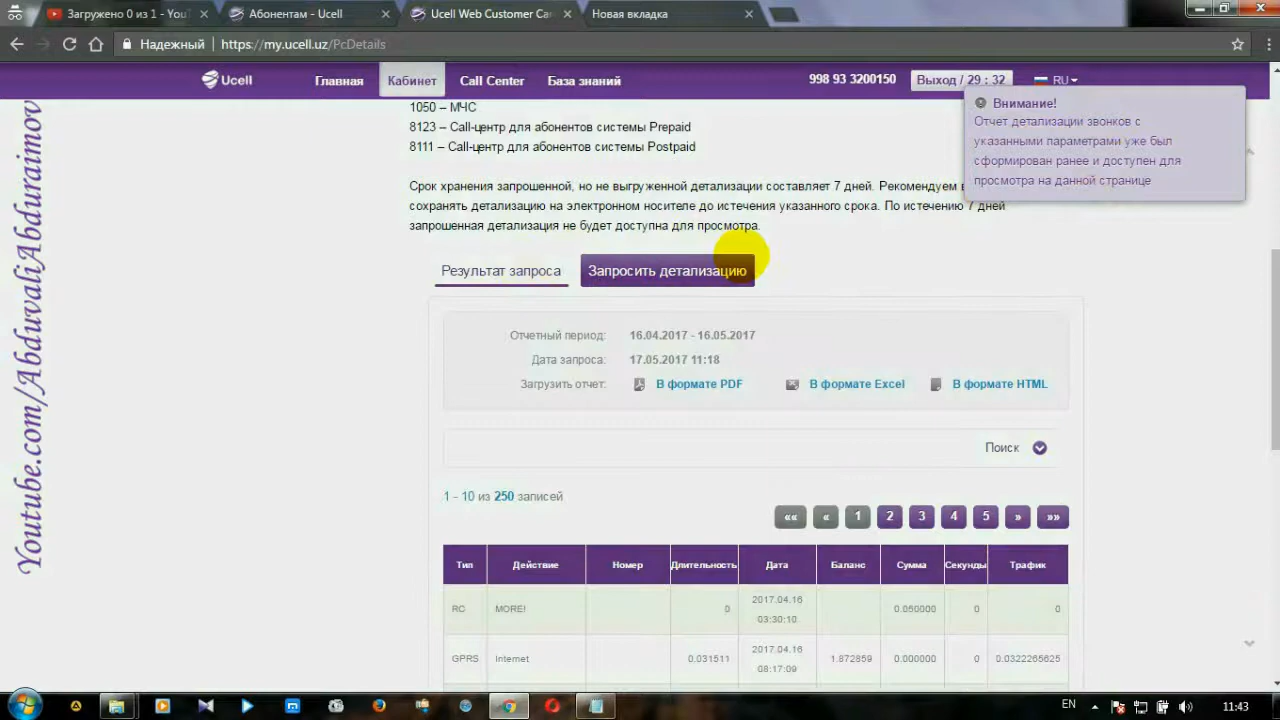 Загружено 0 из 1 - You
Абонентам - Ucell
Ucell Web Customer Ca
Новая вкладка
Надежный
https://my.ucell.uz/PcDetails
Ucell
Главная
Кабинет
Call Center
База знаний
998 93 3200150
Выход / 29 : 32
RU
Внимание!
Отчет детализации звонков с
указанными параметрами уже был
сформирован ранее и доступен для
просмотра на данной странице
1050 – МЧС
8123 – Call-центр для абонентов системы Prepaid
8111 – Call-центр для абонентов системы Postpaid
Срок хранения запрошенной, но не выгруженной детализации составляет 7 дней. Рекомендуем в
сохранять детализацию на электронном носителе до истечения указанного срока. По истечению 7 дней
запрошенная детализация не будет доступна для просмотра.
Результат запроса
Запросить детализацию
Отчетный период: 16.04.2017 - 16.05.2017
Дата запроса: 17.05.2017 11:18
Загрузить отчет: В формате PDF В формате Excel В формате HTML
Поиск
1 - 10 из 250 записей
«« « 1 2 3 4 5 » »»
Тип Действие Номер Длительность Дата Баланс Сумма Секунды Трафик
RC MORE! 0 2017.04.16 03:30:10 0.050000 0 0
GPRS Internet 0.031511 2017.04.16 08:17:09 1.872859 0.000000 0 0.0322265625
Youtube.com/AbduvaliAbduraimov
EN
11:43